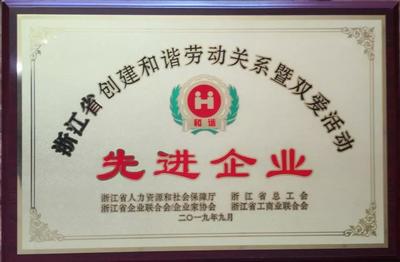 浙江省创建和谐劳动关系暨双爱活动
和谐
先进企业
浙江省人力资源和社会保障厅 浙江省总工会
浙江省企业联合会/企业家协会 浙江省工商业联合会
二〇一九年九月